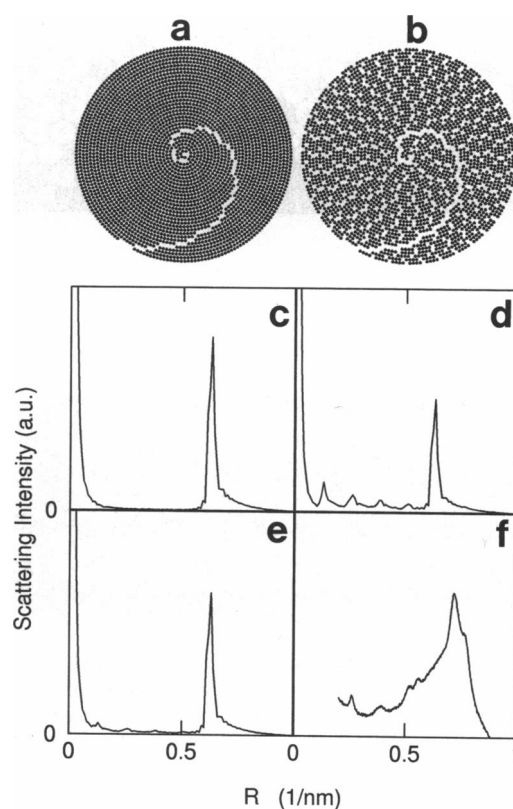 a b
c d
Scattering Intensity (a.u.)
0
e f
0
0 0.5 0 0.5
R (1/nm)